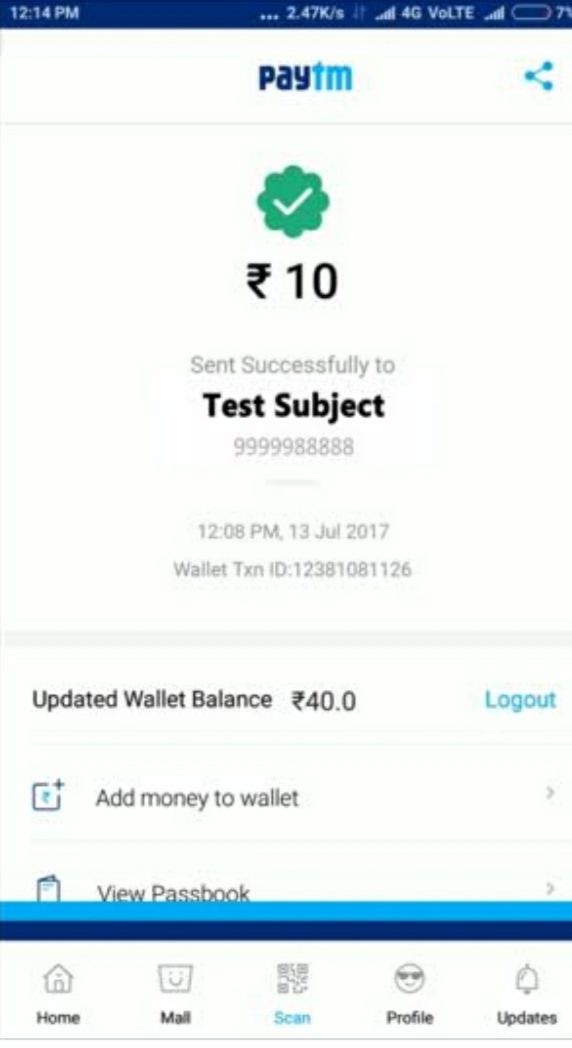 12:14 PM ... 2.47K/s 4G VoLTE 7%
paytm
₹ 10
Sent Successfully to
Test Subject
9999988888
12:08 PM, 13 Jul 2017
Wallet Txn ID:12381081126
Updated Wallet Balance ₹40.0 Logout
Add money to wallet
View Passbook
Home Mall Scan Profile Updates